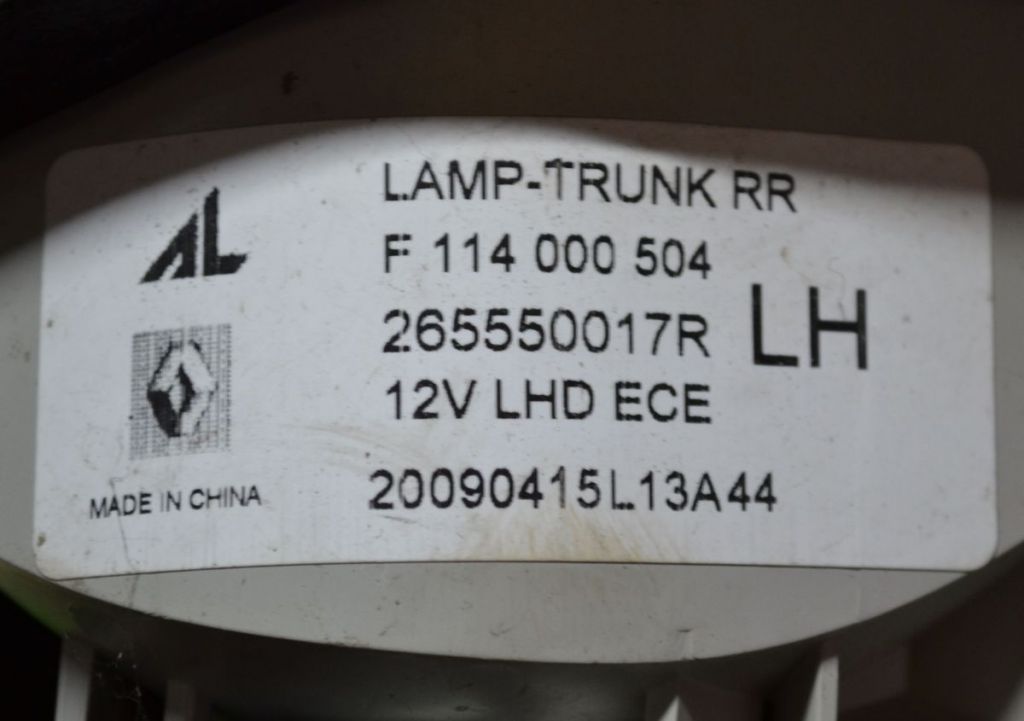 AL
LAMP-TRUNK RR
F 114 000 504
265550017R
LH
12V LHD ECE
MADE IN CHINA
20090415L13A44